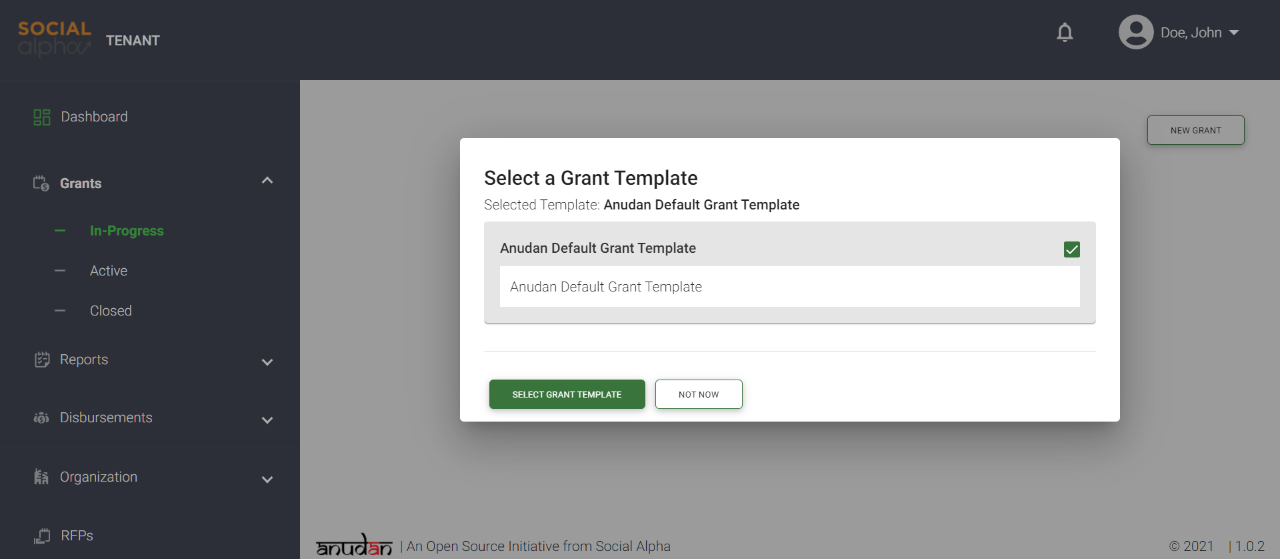 SOCIAL
alpha
TENANT
Doe, John
Dashboard
Grants
In-Progress
Active
Closed
Reports
Disbursements
Organization
RFPs
NEW GRANT
Select a Grant Template
Selected Template: Anudan Default Grant Template
Anudan Default Grant Template
Anudan Default Grant Template
SELECT GRANT TEMPLATE
NOT NOW
anudan | An Open Source Initiative from Social Alpha
© 2021 | 1.0.2